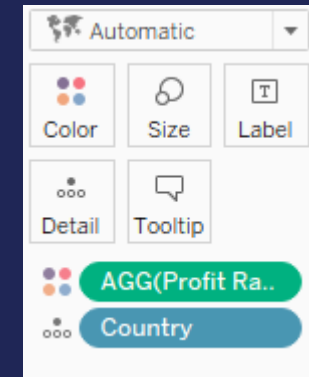 Automatic
Color Size Label
Detail Tooltip
AGG(Profit Ra..
Country